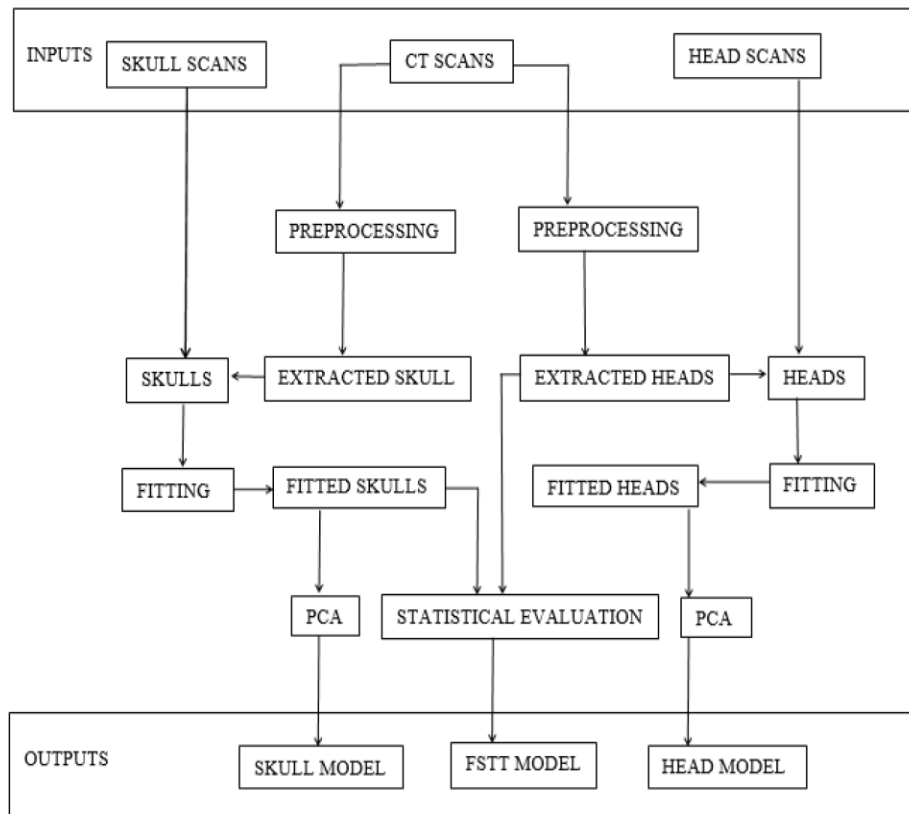 INPUTS
SKULL SCANS
CT SCANS
HEAD SCANS
PREPROCESSING
PREPROCESSING
SKULLS
EXTRACTED SKULL
EXTRACTED HEADS
HEADS
FITTING
FITTED SKULLS
FITTED HEADS
FITTING
PCA
STATISTICAL EVALUATION
PCA
OUTPUTS
SKULL MODEL
FSTT MODEL
HEAD MODEL